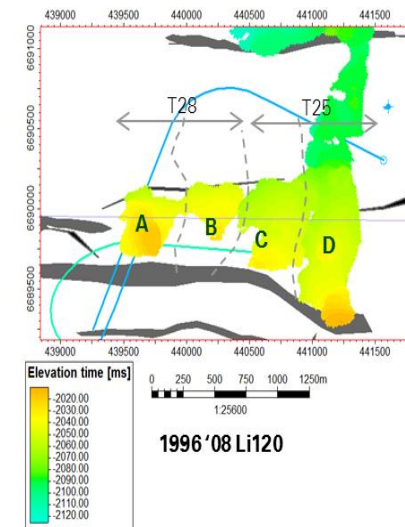 439000 439500 440000 440500 441000 441500
6691000
6690500
6690000
6689500
T28 T25
A B C D
439000 439500 440000 440500 441000 441500
Elevation time [ms]
-2020.00
-2030.00
-2040.00
-2050.00
-2060.00
-2070.00
-2080.00
-2090.00
-2100.00
-2110.00
-2120.00
0 250 500 750 1000 1250m
1:25600
1996 '08 Li120